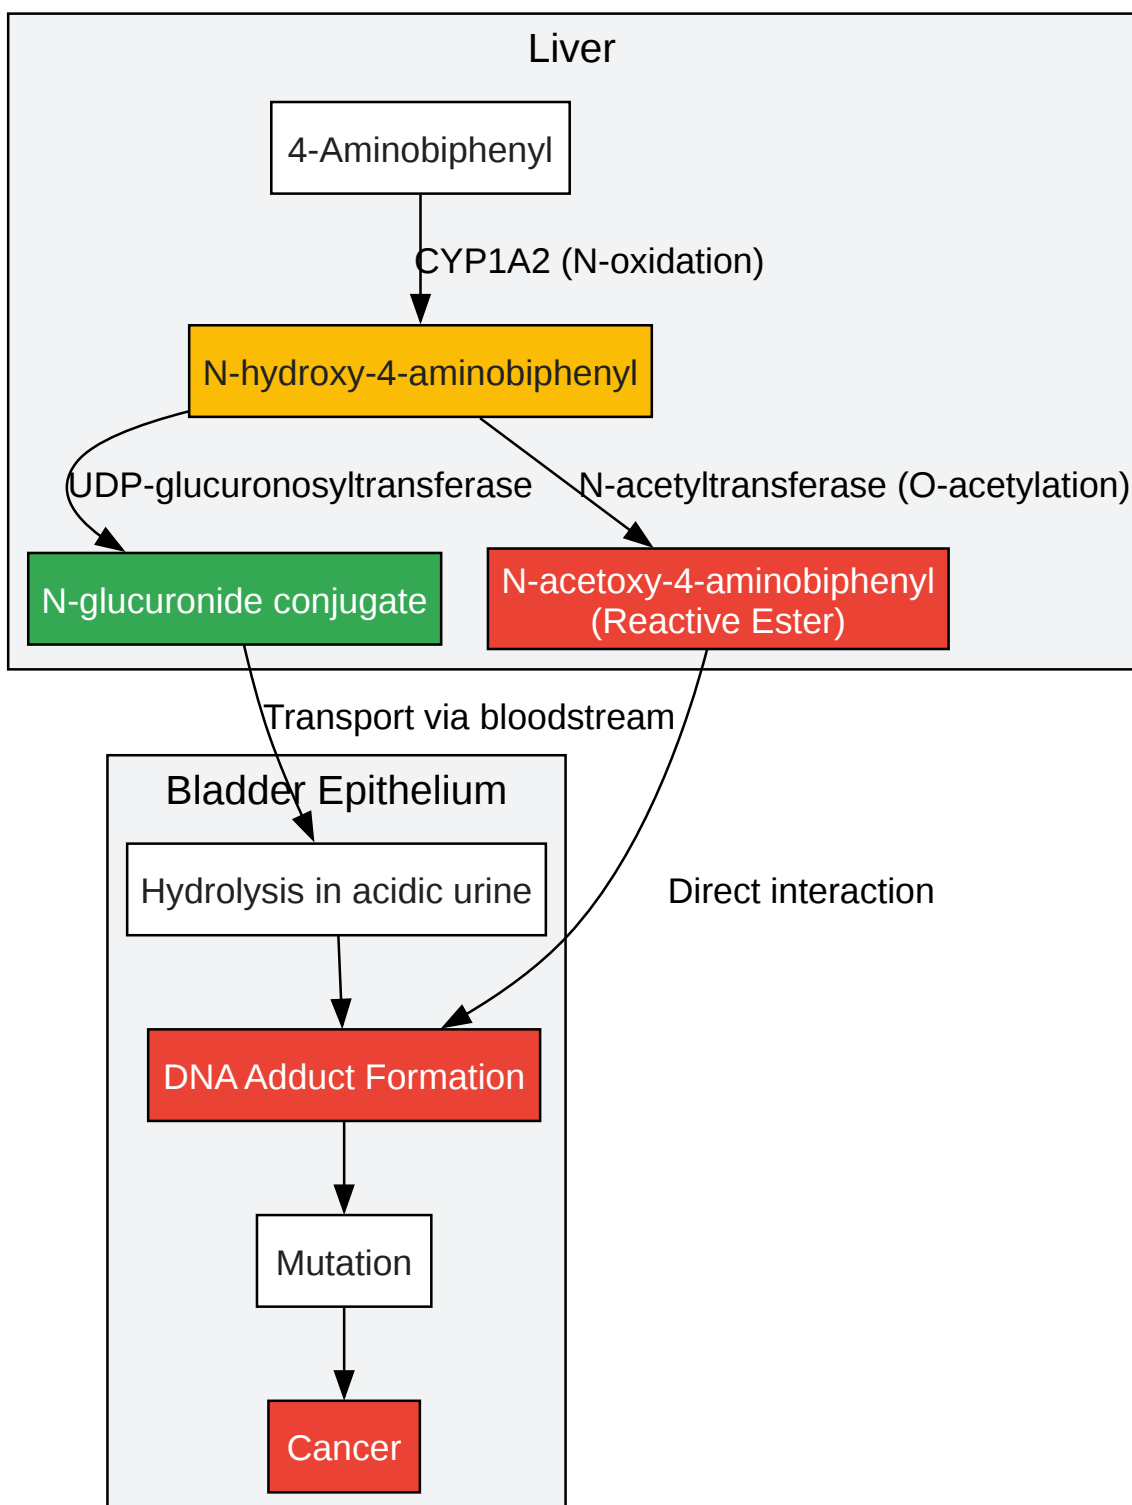 Liver
4-Aminobiphenyl
CYP1A2 (N-oxidation)
N-hydroxy-4-aminobiphenyl
UDP-glucuronosyltransferase
N-acetyltransferase (O-acetylation)
N-glucuronide conjugate
N-acetoxy-4-aminobiphenyl
(Reactive Ester)
Transport via bloodstream
Bladder Epithelium
Hydrolysis in acidic urine
Direct interaction
DNA Adduct Formation
Mutation
Cancer